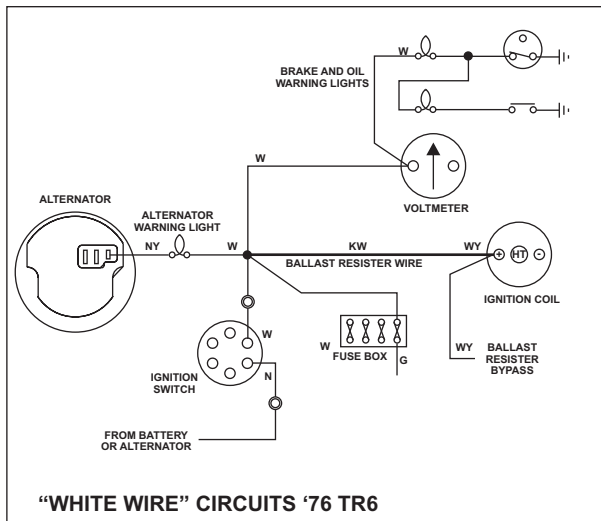 W
BRAKE AND OIL
WARNING LIGHTS
W
VOLTMETER
ALTERNATOR
ALTERNATOR
WARNING LIGHT
NY
W
KW
WY
BALLAST RESISTER WIRE
+ HT -
IGNITION COIL
W
IGNITION
SWITCH
N
W
FUSE BOX
G
WY
BALLAST
RESISTER
BYPASS
FROM BATTERY
OR ALTERNATOR
“WHITE WIRE” CIRCUITS ‘76 TR6